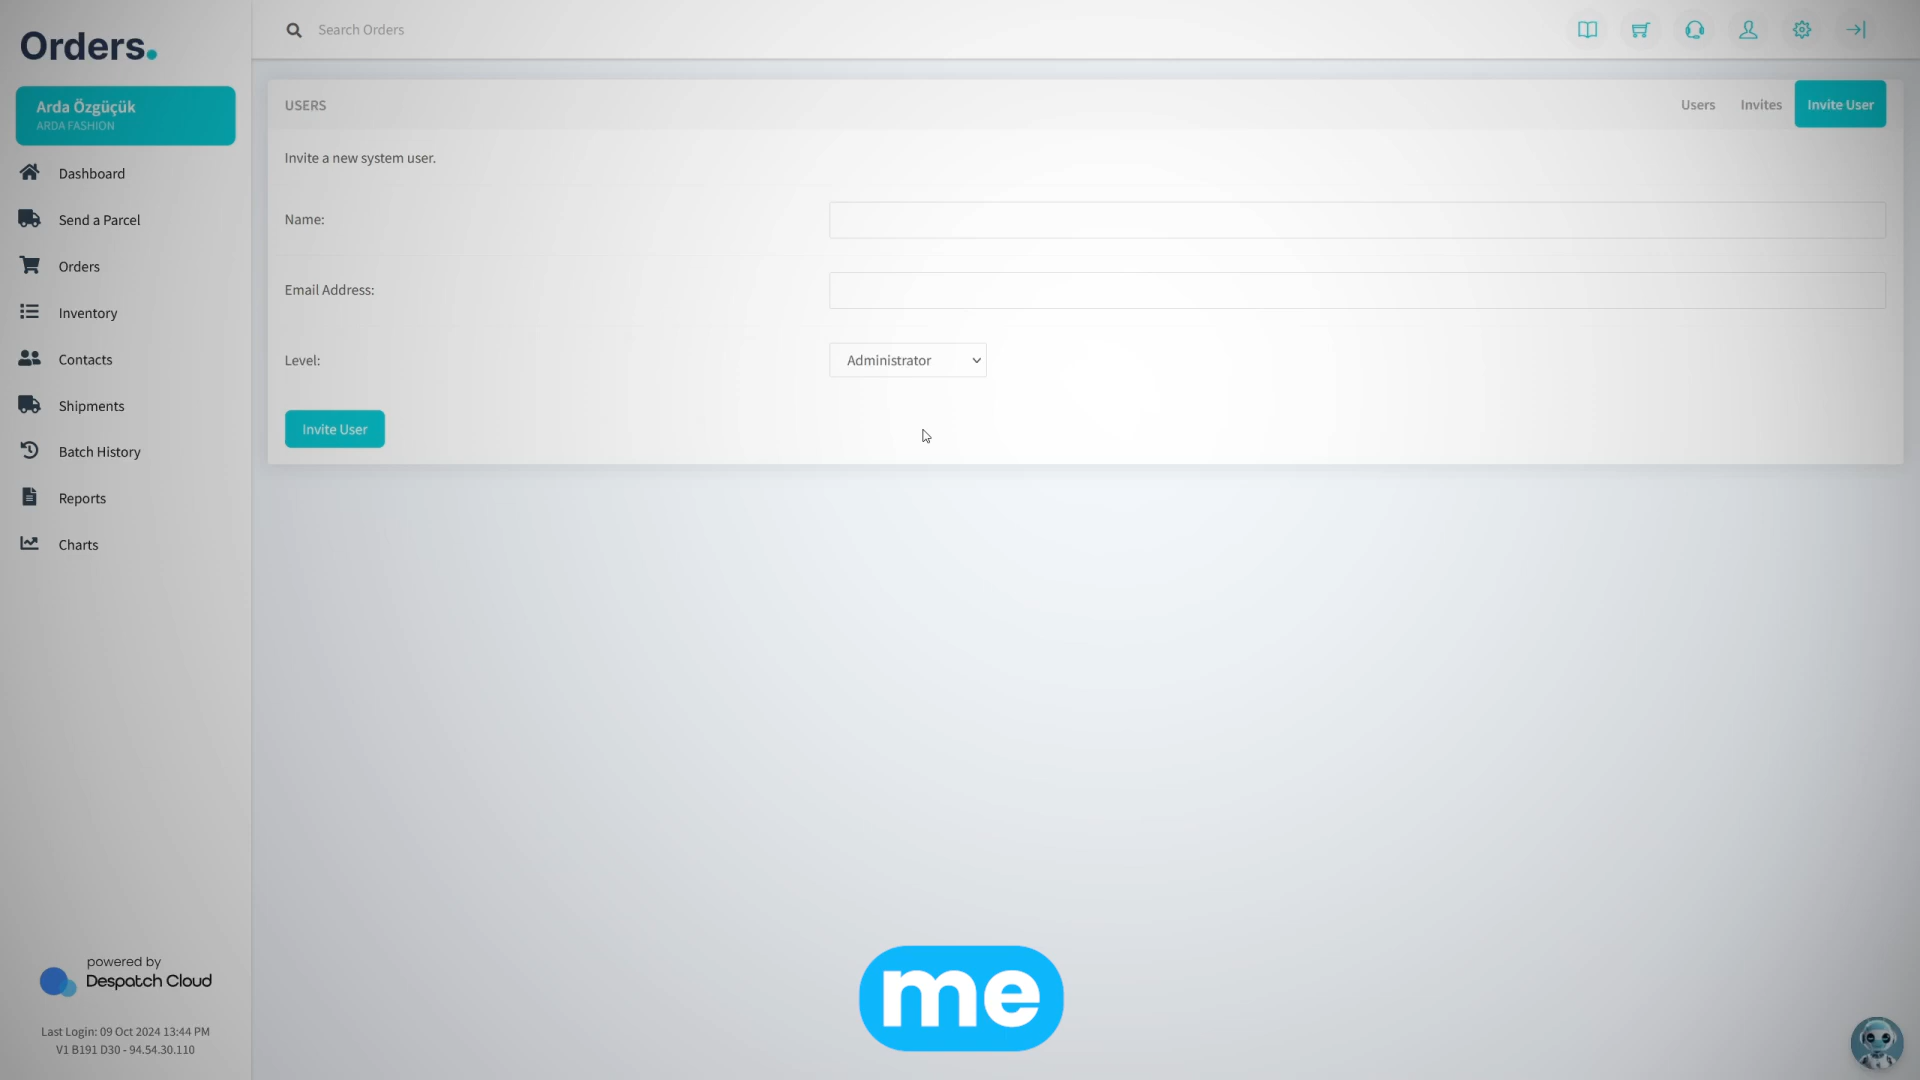 Orders.
Search Orders
Arda Özgüçük
ARDA FASHION
Dashboard
Send a Parcel
Orders
Inventory
Contacts
Shipments
Batch History
Reports
Charts
powered by
Despatch Cloud
Last Login: 09 Oct 2024 13:44 PM
V1 B191 D30 - 94.54.30.110
USERS
Users Invites Invite User
Invite a new system user.
Name:
Email Address:
Level: Administrator
Invite User
me